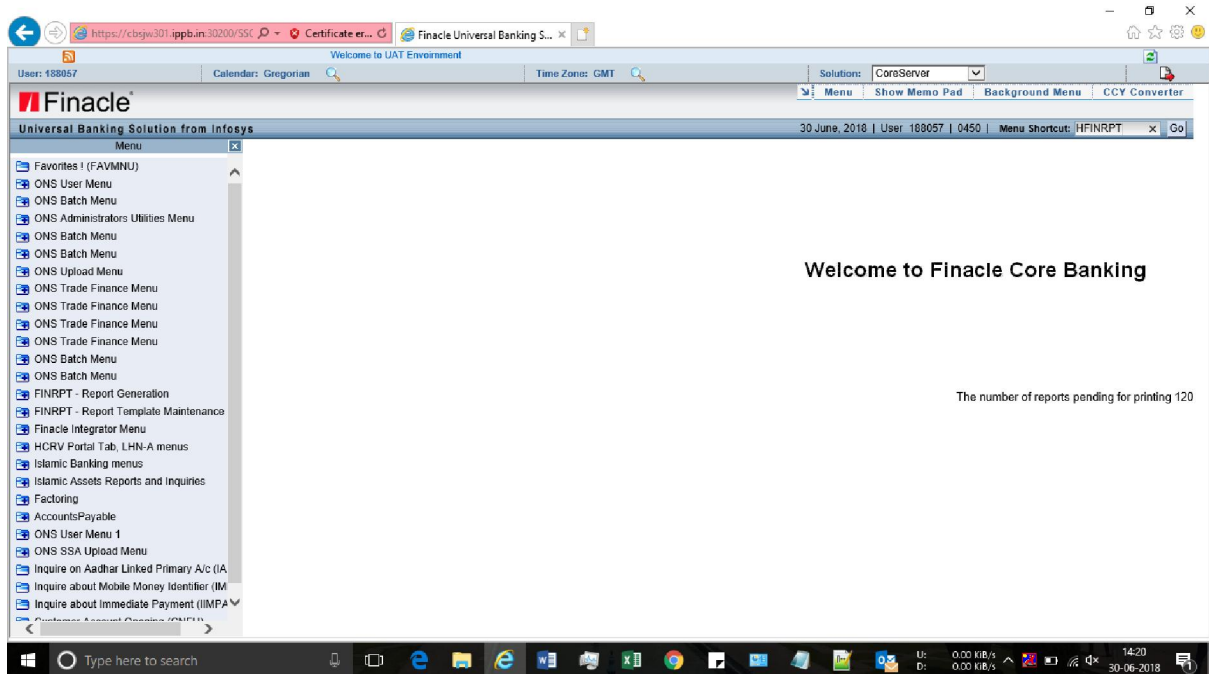 https://cbsjw301.ippb.in:30200/SSC
Certificate er...
Finacle Universal Banking S...
Welcome to UAT Envoirnment
User: 188057 Calendar: Gregorian Time Zone: GMT Solution: CoreServer
Finacle
Menu Show Memo Pad Background Menu CCY Converter
Universal Banking Solution from Infosys
30 June, 2018 | User 188057 | 0450 | Menu Shortcut: HFINRPT x Go
Menu
Favorites ! (FAVMNU)
ONS User Menu
ONS Batch Menu
ONS Administrators Utilities Menu
ONS Batch Menu
ONS Batch Menu
ONS Upload Menu
ONS Trade Finance Menu
ONS Trade Finance Menu
ONS Trade Finance Menu
ONS Trade Finance Menu
ONS Batch Menu
ONS Batch Menu
FINRPT - Report Generation
FINRPT - Report Template Maintenance
Finacle Integrator Menu
HCRV Portal Tab, LHN-A menus
Islamic Banking menus
Islamic Assets Reports and Inquiries
Factoring
AccountsPayable
ONS User Menu 1
ONS SSA Upload Menu
Inquire on Aadhar Linked Primary A/c (IA
Inquire about Mobile Money Identifier (IM
Inquire about Immediate Payment (IIMPA
Welcome to Finacle Core Banking
The number of reports pending for printing 120
Type here to search
U: 0.00 KiB/s
D: 0.00 KiB/s
14:20
30-06-2018